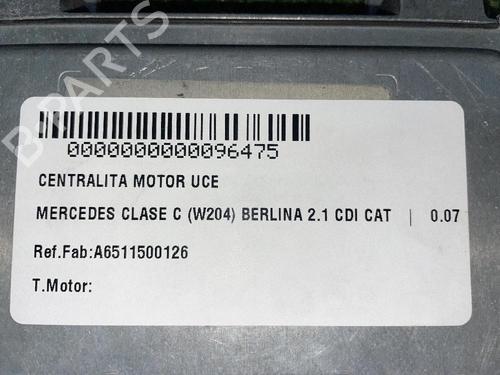 B-PARTS
0000000000096475
CENTRALITA MOTOR UCE
MERCEDES CLASE C (W204) BERLINA 2.1 CDI CAT | 0.07
Ref.Fab:A6511500126
T.Motor: